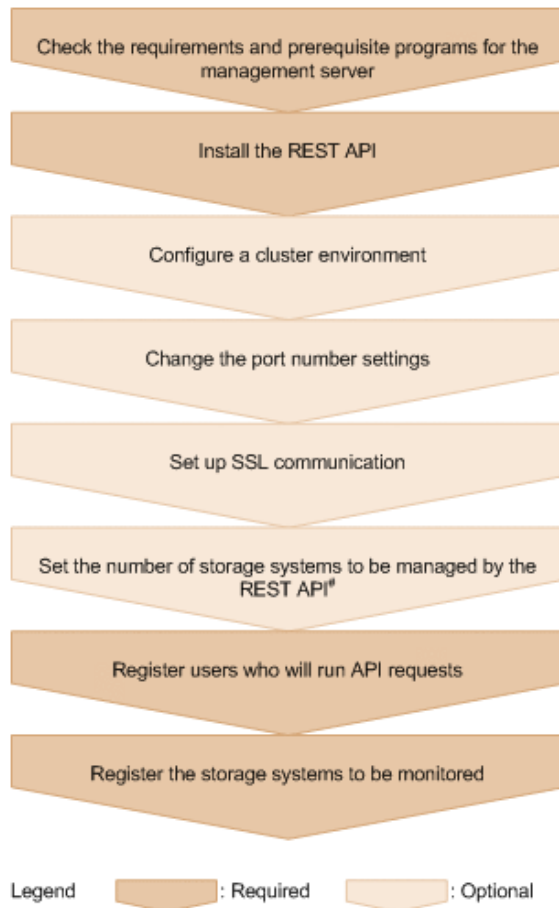 Check the requirements and prerequisite programs for the
management server
Install the REST API
Configure a cluster environment
Change the port number settings
Set up SSL communication
Set the number of storage systems to be managed by the
REST API#
Register users who will run API requests
Register the storage systems to be monitored
Legend : Required : Optional